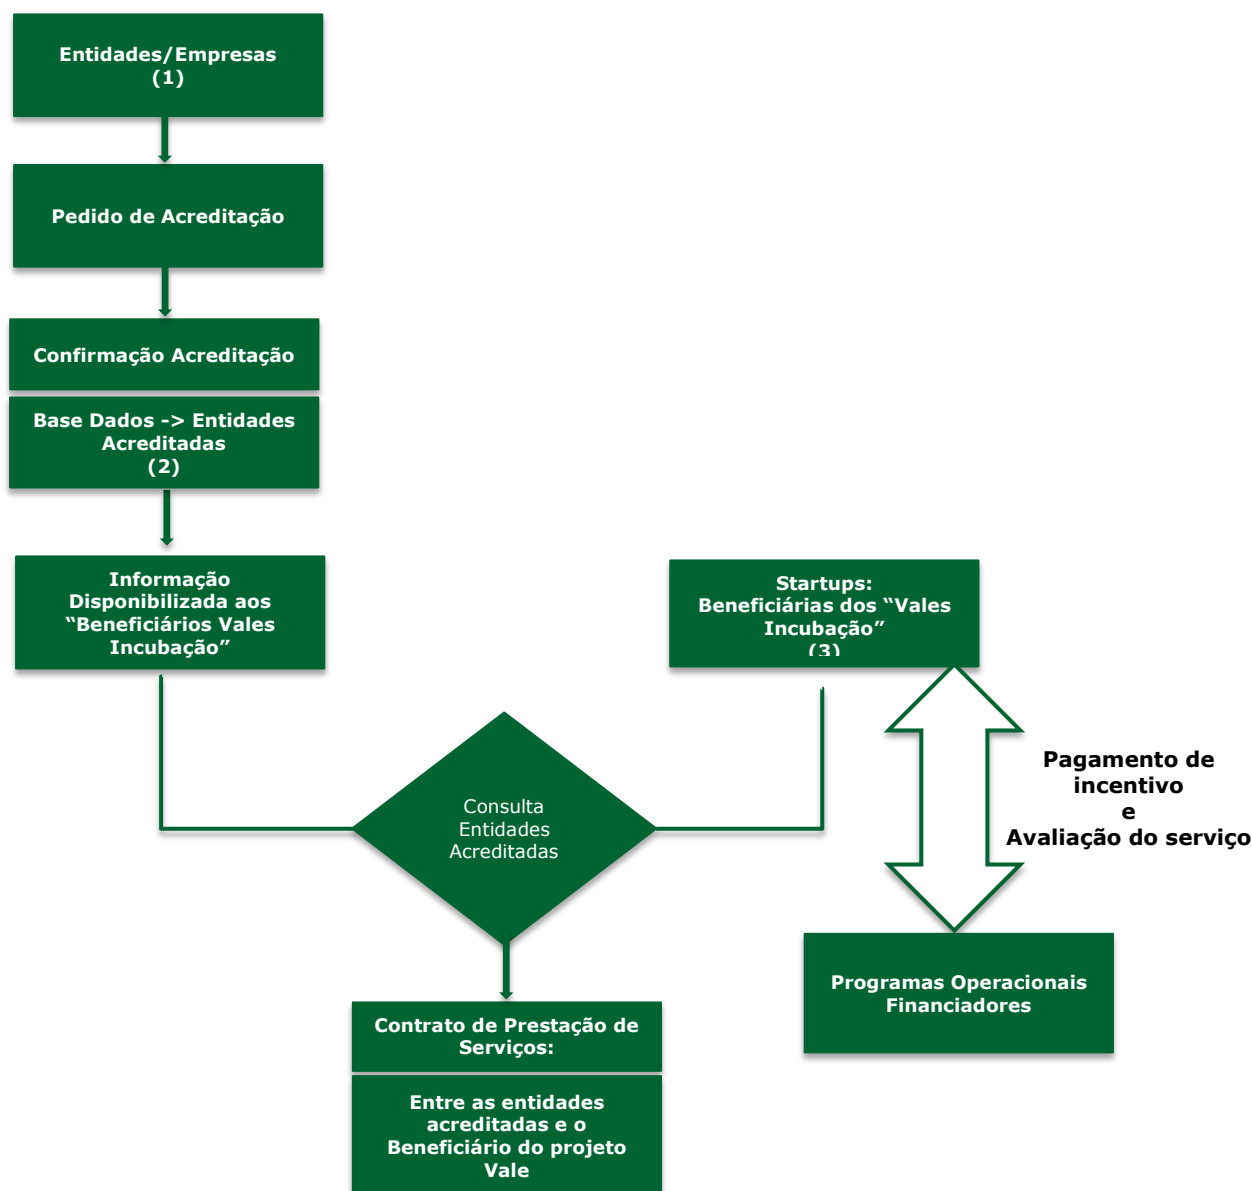 Entidades/Empresas
(1)
Pedido de Acreditação
Confirmação Acreditação
Base Dados -> Entidades
Acreditadas
(2)
Informação
Disponibilizada aos
“Beneficiários Vales
Incubação”
Startups:
Beneficiárias dos “Vales
Incubação”
(3)
Consulta
Entidades
Acreditadas
Pagamento de
incentivo
e
Avaliação do serviço
Programas Operacionais
Financiadores
Contrato de Prestação de
Serviços:
Entre as entidades
acreditadas e o
Beneficiário do projeto
Vale